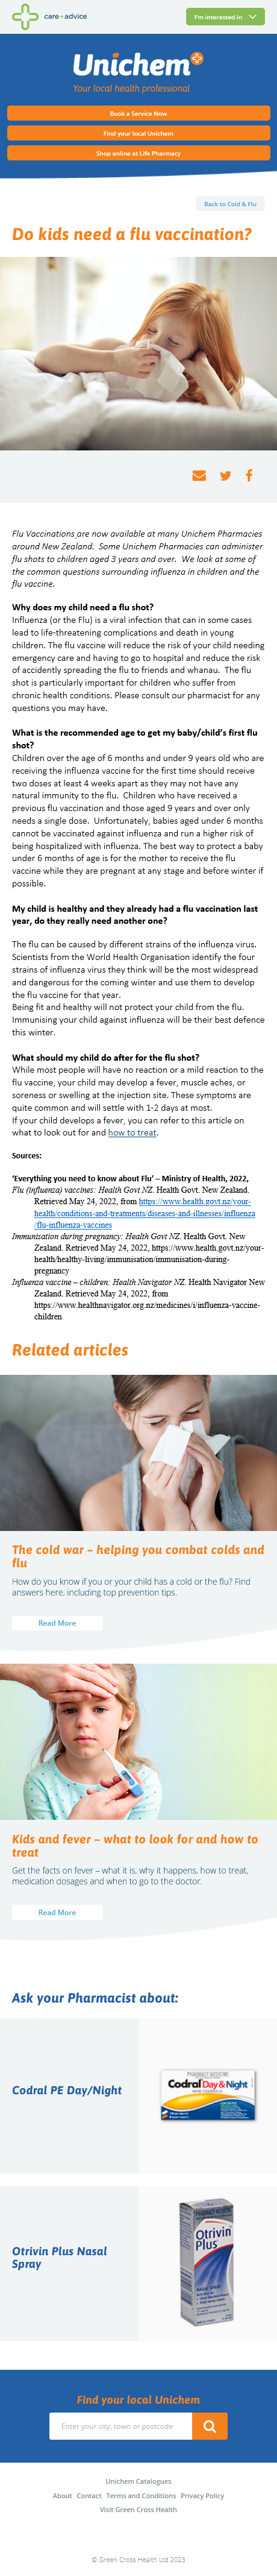 care+advice
I'm interested in
Unichem
Your local health professional
Book a Service Now
Find your local Unichem
Shop online at Life Pharmacy
Back to Cold & Flu
Do kids need a flu vaccination?
Flu Vaccinations are now available at many Unichem Pharmacies
around New Zealand. Some Unichem Pharmacies can administer
flu shots to children aged 3 years and over. We look at some of
the common questions surrounding influenza in children and the
flu vaccine.
Why does my child need a flu shot?
Influenza (or the Flu) is a viral infection that can in some cases
lead to life-threatening complications and death in young
children. The flu vaccine will reduce the risk of your child needing
emergency care and having to go to hospital and reduce the risk
of accidently spreading the flu to friends and whanau. The flu
shot is particularly important for children who suffer from
chronic health conditions. Please consult our pharmacist for any
questions you may have.
What is the recommended age to get my baby/child's first flu
shot?
Children over the age of 6 months and under 9 years old who are
receiving the influenza vaccine for the first time should receive
two doses at least 4 weeks apart as they may not have any
natural immunity to the flu. Children who have received a
previous flu vaccination and those aged 9 years and over only
needs a single dose. Unfortunately, babies aged under 6 months
cannot be vaccinated against influenza and run a higher risk of
being hospitalized with influenza. The best way to protect a baby
under 6 months of age is for the mother to receive the flu
vaccine while they are pregnant at any stage and before winter if
possible.
My child is healthy and they already had a flu vaccination last
year, do they really need another one?
The flu can be caused by different strains of the influenza virus.
Scientists from the World Health Organisation identify the four
strains of influenza virus they think will be the most widespread
and dangerous for the coming winter and use them to develop
the flu vaccine for that year.
Being fit and healthy will not protect your child from the flu.
Immunising your child against influenza will be their best defence
this winter.
What should my child do after for the flu shot?
While most people will have no reaction or a mild reaction to the
flu vaccine, your child may develop a fever, muscle aches, or
soreness or swelling at the injection site. These symptoms are
quite common and will settle with 1-2 days at most.
If your child develops a fever, you can refer to this article on
what to look out for and how to treat.
Sources:
'Everything you need to know about Flu' – Ministry of Health, 2022,
Flu (influenza) vaccines: Health Govt NZ. Health Govt New Zealand.
Retrieved May 24, 2022, from https://www.health.govt.nz/your-
health/conditions-and-treatments/diseases-and-illnesses/influenza
/flu-influenza-vaccines
Immunisation during pregnancy: Health Govt NZ. Health Govt. New
Zealand. Retrieved May 24, 2022, https://www.health.govt.nz/your-
health/healthy-living/immunisation/immunisation-during-
pregnancy
Influenza vaccine – children: Health Navigator NZ. Health Navigator New
Zealand. Retrieved May 24, 2022, from
https://www.healthnavigator.org.nz/medicines/i/influenza-vaccine-
children
Related articles
The cold war – helping you combat colds and
flu
How do you know if you or your child has a cold or the flu? Find
answers here, including top prevention tips.
Read More
Kids and fever – what to look for and how to
treat
Get the facts on fever – what it is, why it happens, how to treat,
medication dosages and when to go to the doctor.
Read More
Ask your Pharmacist about:
Codral PE Day/Night
PHARMACY MEDICINE
Codral Day & Night
Otrivin Plus Nasal
Spray
Otrivin
Plus
NASAL SPRAY
Find your local Unichem
Enter your city, town or postcode
Unichem Catalogues
About Contact Terms and Conditions Privacy Policy
Visit Green Cross Health
© Green Cross Health Ltd 2023